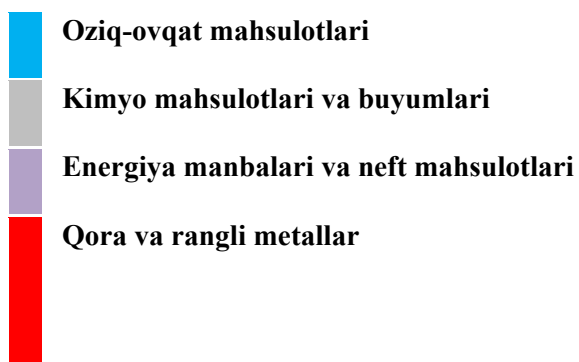 Oziq-ovqat mahsulotlari
Kimyo mahsulotlari va buyumlari
Energiya manbalari va neft mahsulotlari
Qora va rangli metallar